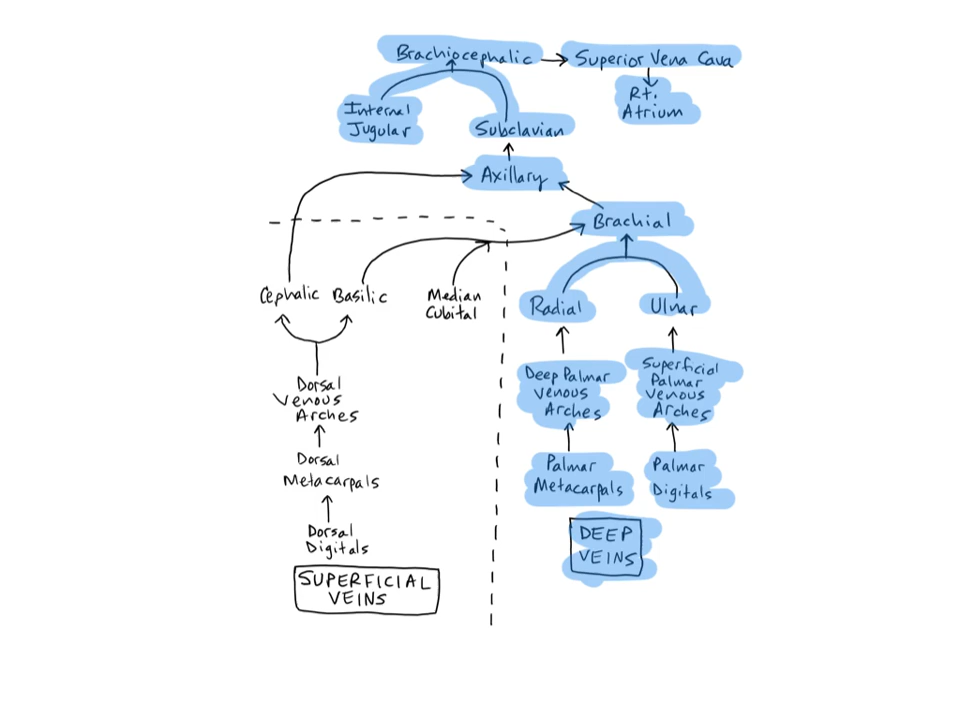 Brachiocephalic
Superior Vena Cava
Rt.
Atrium
Internal
Jugular
Subclavian
Axillary
Brachial
Cephalic
Basilic
Median
Cubital
Radial
Ulnar
Dorsal
Venous
Arches
Deep Palmar
Venous
Arches
Superficial
Palmar
Venous
Arches
Dorsal
Metacarpals
Palmar
Metacarpals
Palmar
Digitals
Dorsal
Digitals
DEEP
VEINS
SUPERFICIAL
VEINS